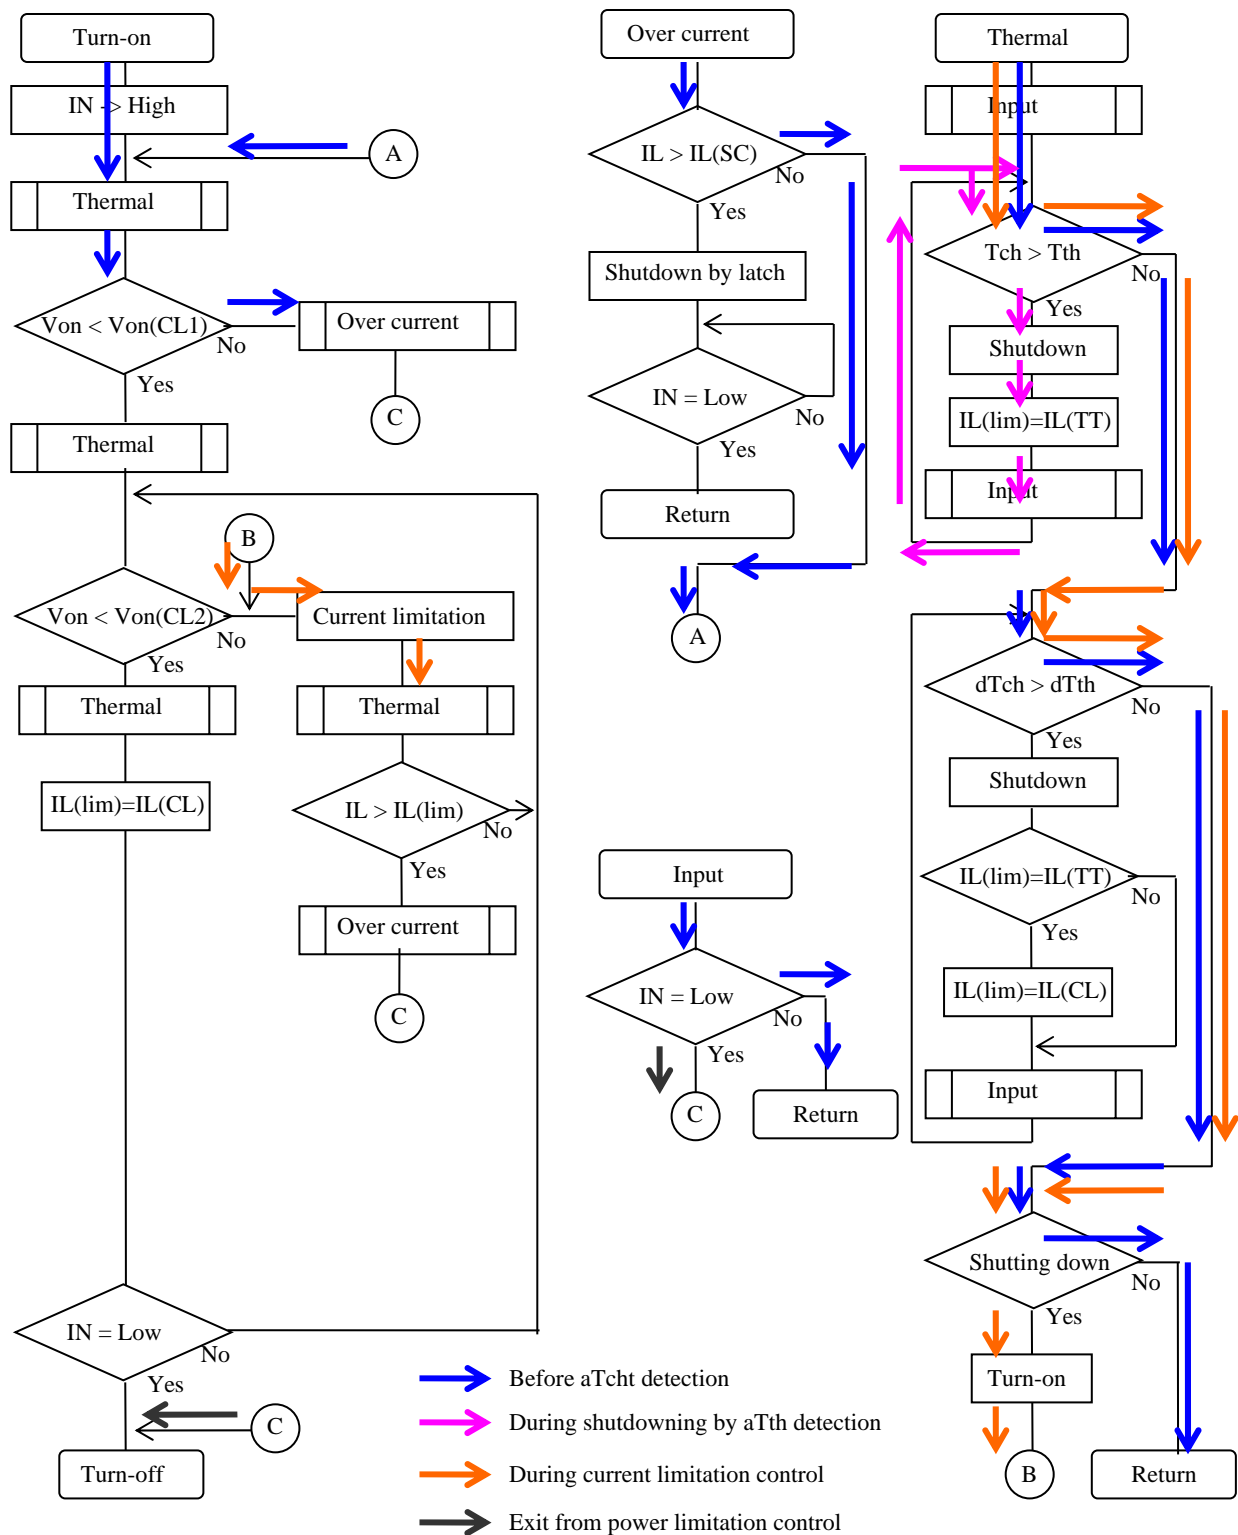 Turn-on
IN -> High
A
Thermal
Von < Von(CL1)
No
Yes
Over current
C
Thermal
B
Von < Von(CL2)
No
Yes
Current limitation
Thermal
Thermal
IL(lim)=IL(CL)
IL > IL(lim)
No
Yes
Over current
C
IN = Low
No
Yes
C
Turn-off
Over current
IL > IL(SC)
No
Yes
Shutdown by latch
IN = Low
No
Yes
Return
A
Input
IN = Low
No
Yes
C
Return
Thermal
Input
Tch > Tth
No
Yes
Shutdown
IL(lim)=IL(TT)
Input
dTch > dTth
No
Yes
Shutdown
IL(lim)=IL(TT)
No
Yes
IL(lim)=IL(CL)
Input
Shutting down
No
Yes
Turn-on
B
Return
Before aTcht detection
During shutdowning by aTth detection
During current limitation control
Exit from power limitation control